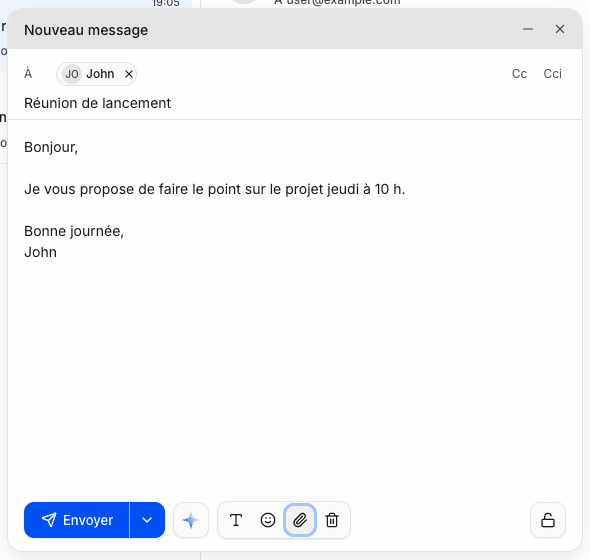 19:05
À user@example.com
Nouveau message
À JO John Cc Cci
Réunion de lancement
Bonjour,
Je vous propose de faire le point sur le projet jeudi à 10 h.
Bonne journée,
John
Envoyer